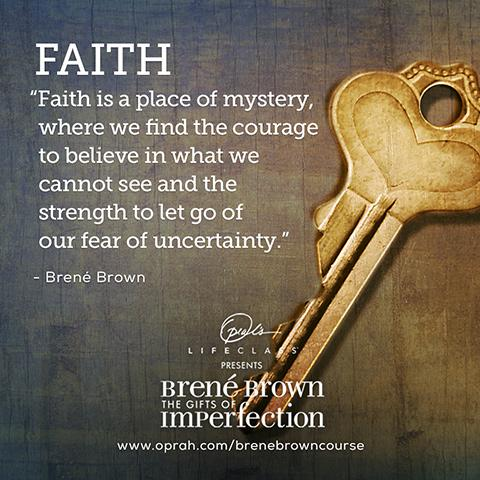 FAITH
“Faith is a place of mystery,
where we find the courage
to believe in what we
cannot see and the
strength to let go of
our fear of uncertainty.”
- Brené Brown
Oprah's
LIFECLASS
PRESENTS
Brené Brown
THE GIFTS OF
imperfection
www.oprah.com/brenebrowncourse